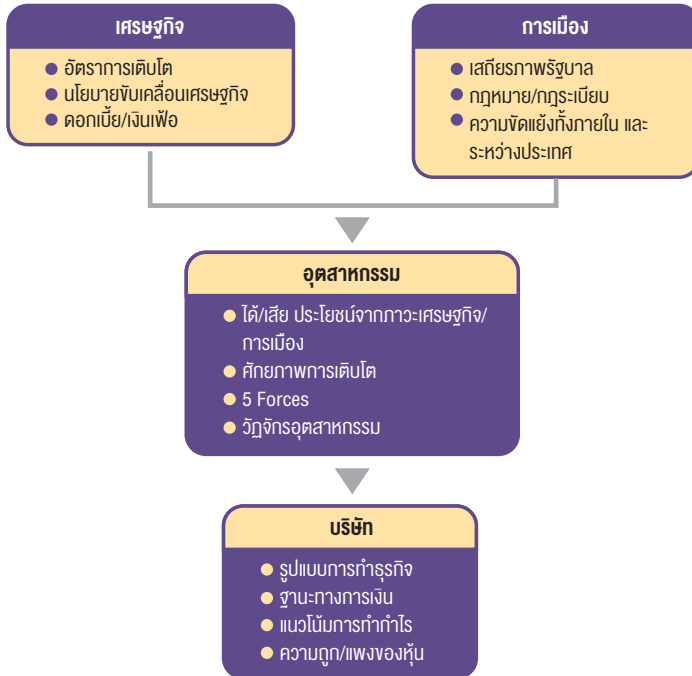 เศรษฐกิจ
อัตราการเติบโต
นโยบายขับเคลื่อนเศรษฐกิจ
ดอกเบี้ย/เงินเฟ้อ
การเมือง
เสถียรภาพรัฐบาล
กฎหมาย/กฎระเบียบ
ความขัดแย้งทั้งภายใน และ
ระหว่างประเทศ
อุตสาหกรรม
ได้/เสีย ประโยชน์จากภาวะเศรษฐกิจ/
การเมือง
ศักยภาพการเติบโต
5 Forces
วัฏจักรอุตสาหกรรม
บริษัท
รูปแบบการทำธุรกิจ
ฐานะทางการเงิน
แนวโน้มการทำกำไร
ความถูก/แพงของหุ้น